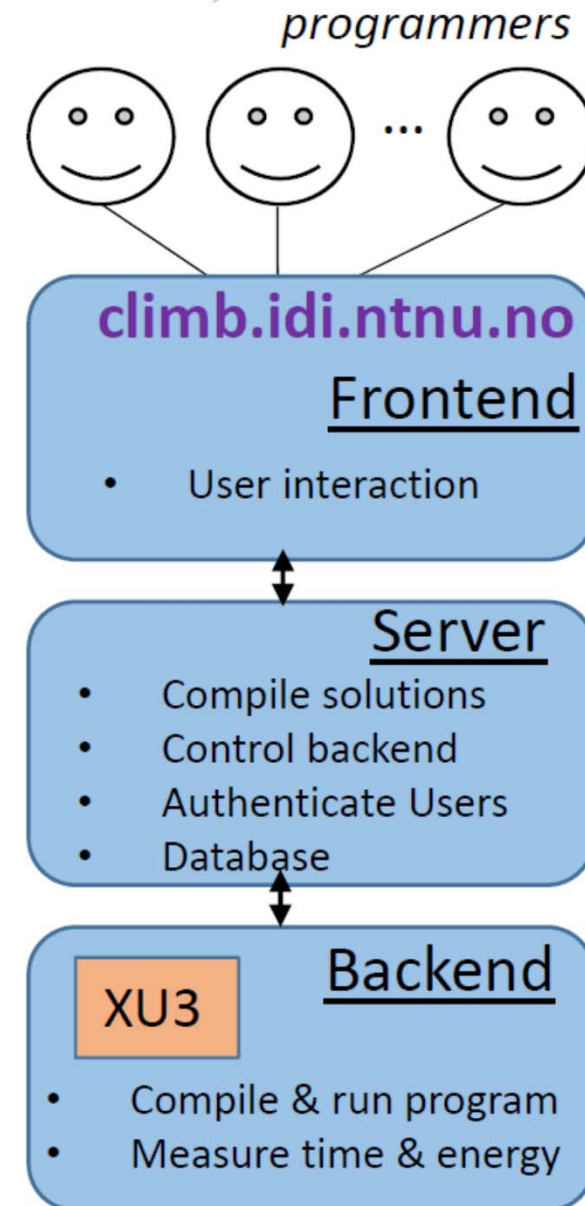 programmers
...
climb.idi.ntnu.no
Frontend
• User interaction
Server
• Compile solutions
• Control backend
• Authenticate Users
• Database
Backend
XU3
• Compile & run program
• Measure time & energy